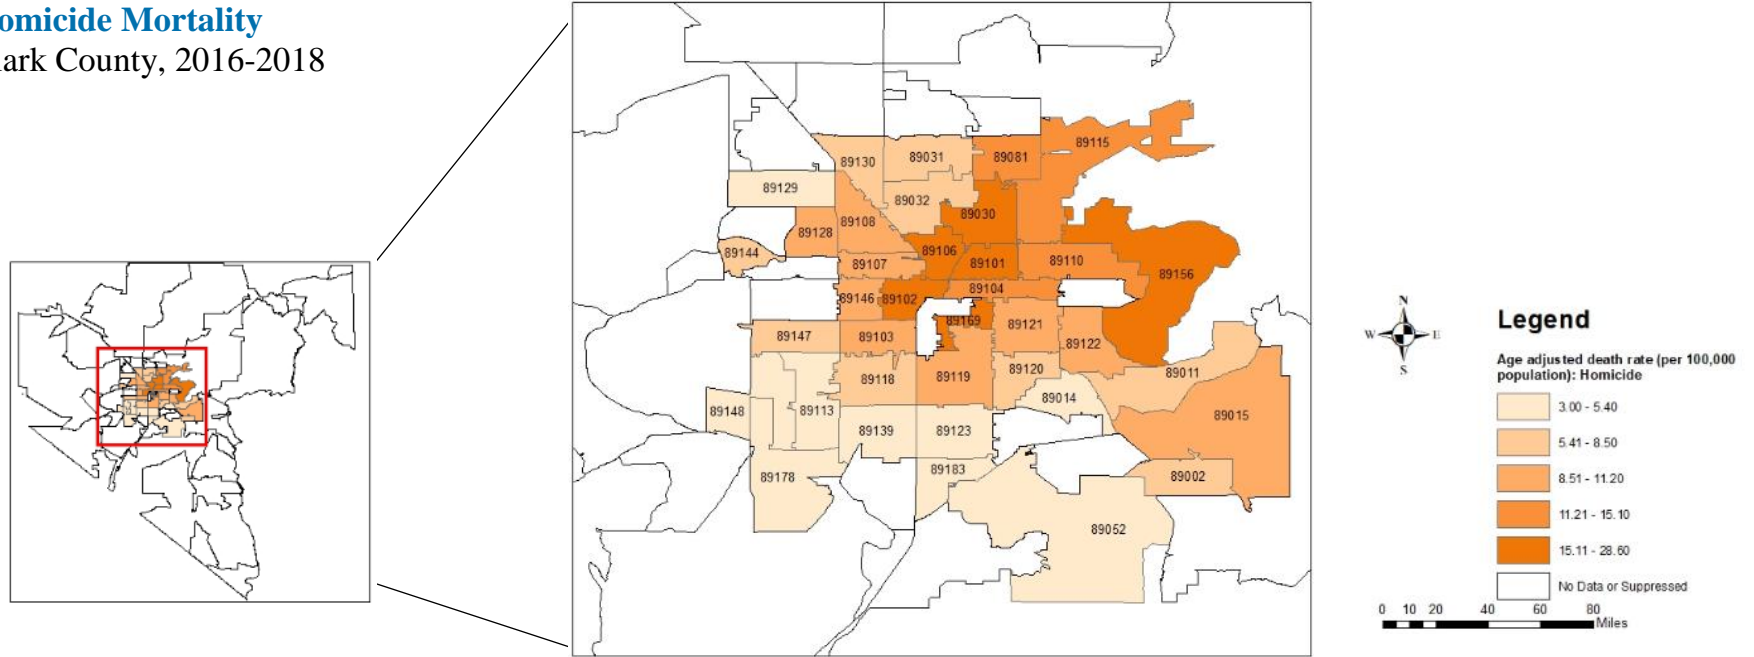 omicide Mortality
lark County, 2016-2018
89115
89130
89031
89081
89129
89032
89030
89108
89128
89144
89106
89107
89101
89110
89156
89146
89102
89104
89169
89121
89147
89103
89122
89118
89119
89120
89011
89014
89148
89113
89015
89139
89123
89183
89178
89002
89052
N
W
E
S
Legend
Age adjusted death rate (per 100,000
population): Homicide
3.00 - 5.40
5.41 - 8.50
8.51 - 11.20
11.21 - 15.10
15.11 - 28.60
No Data or Suppressed
0 10 20 40 60 80
Miles